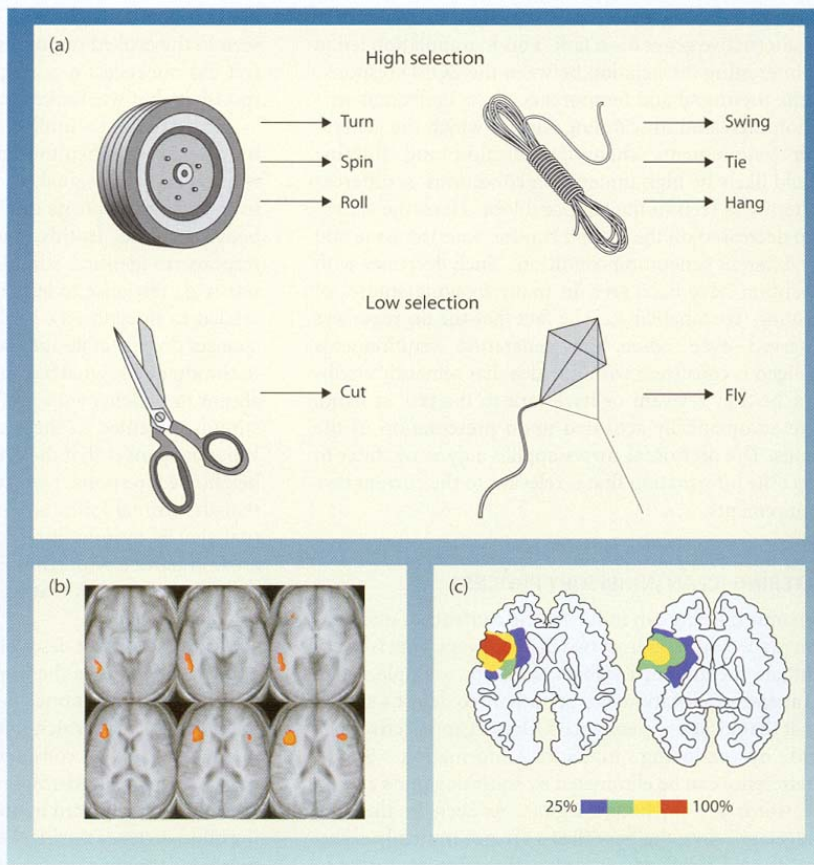 (a)
High selection
Turn
Spin
Roll
Swing
Tie
Hang
Low selection
Cut
Fly
(b)
(c)
25%
100%